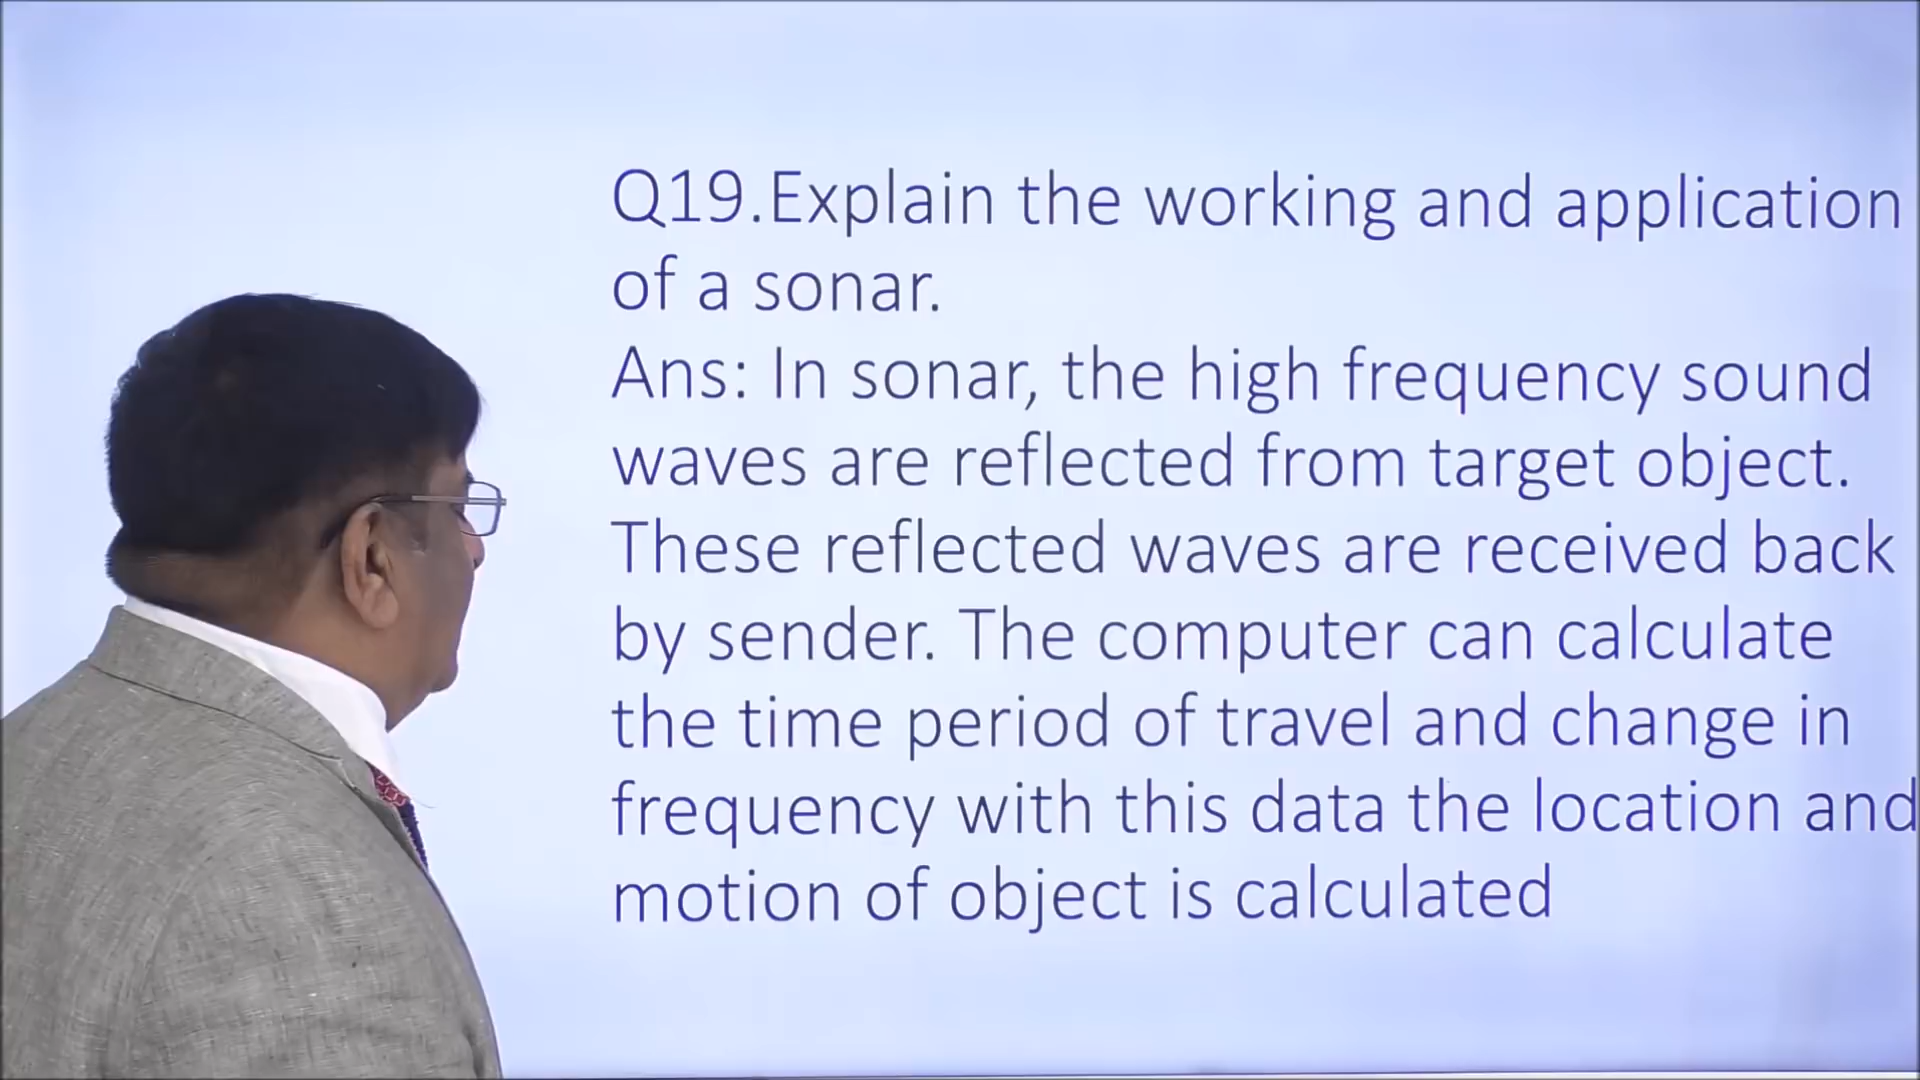 Q19.Explain the working and application
of a sonar.
Ans: In sonar, the high frequency sound
waves are reflected from target object.
These reflected waves are received back
by sender. The computer can calculate
the time period of travel and change in
frequency with this data the location and
motion of object is calculated